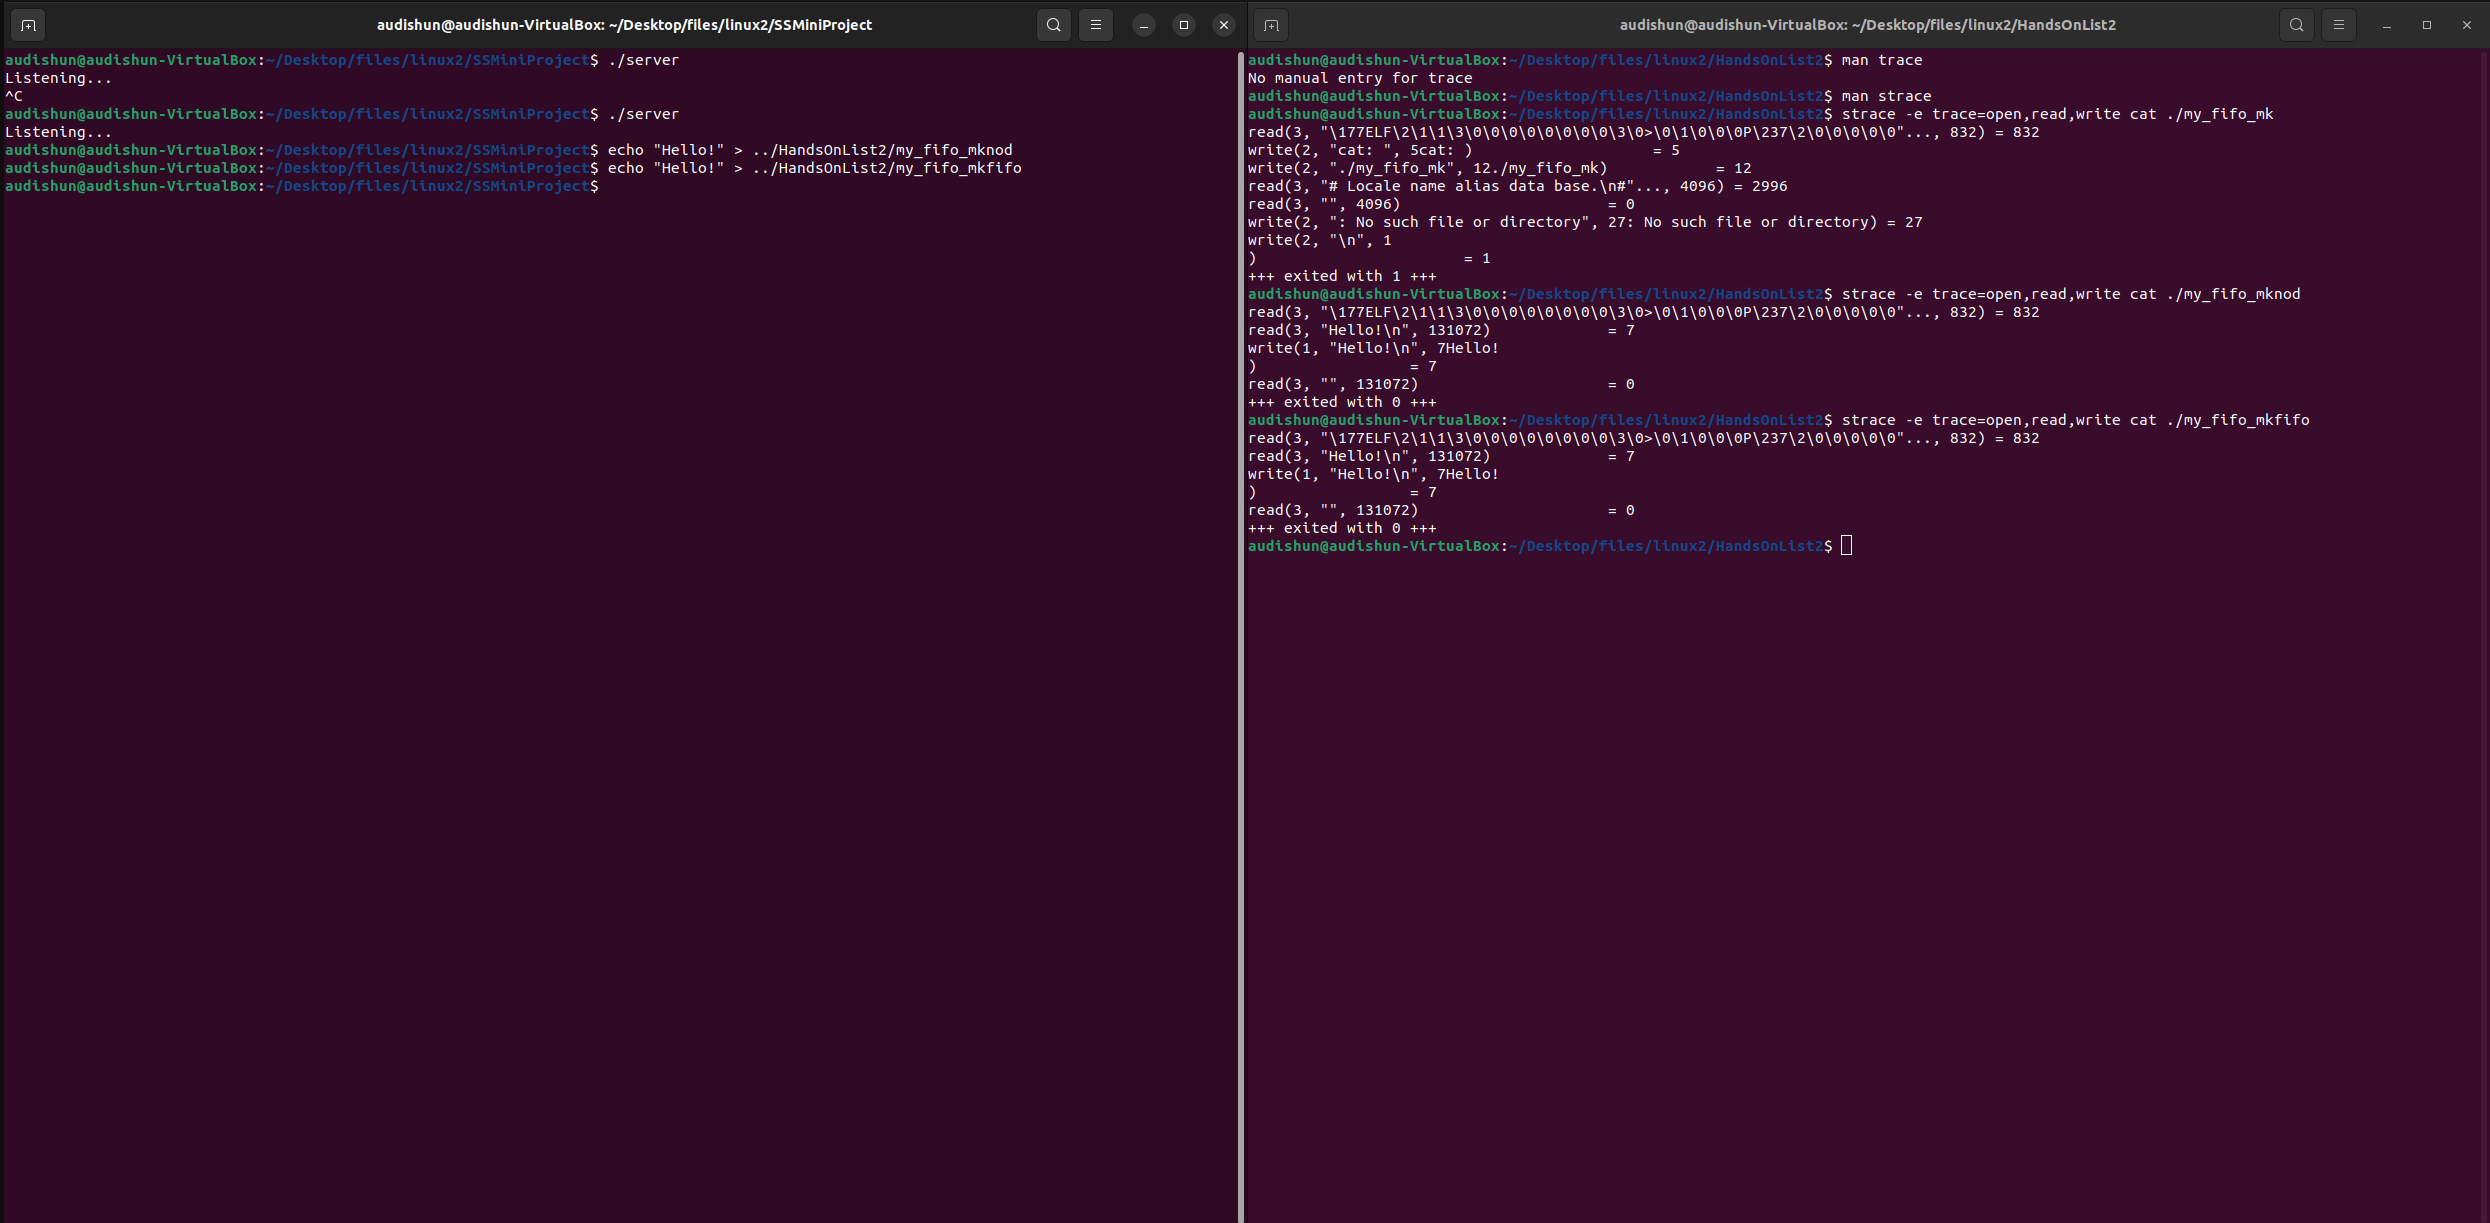 audishun@audishun-VirtualBox: ~/Desktop/files/linux2/SSMiniProject
audishun@audishun-VirtualBox:~/Desktop/files/linux2/SSMiniProject$ ./server
Listening...
^C
audishun@audishun-VirtualBox:~/Desktop/files/linux2/SSMiniProject$ ./server
Listening...
audishun@audishun-VirtualBox:~/Desktop/files/linux2/SSMiniProject$ echo "Hello!" > ../HandsOnList2/my_fifo_mknod
audishun@audishun-VirtualBox:~/Desktop/files/linux2/SSMiniProject$ echo "Hello!" > ../HandsOnList2/my_fifo_mkfifo
audishun@audishun-VirtualBox:~/Desktop/files/linux2/SSMiniProject$
audishun@audishun-VirtualBox: ~/Desktop/files/linux2/HandsOnList2
audishun@audishun-VirtualBox:~/Desktop/files/linux2/HandsOnList2$ man trace
No manual entry for trace
audishun@audishun-VirtualBox:~/Desktop/files/linux2/HandsOnList2$ man strace
audishun@audishun-VirtualBox:~/Desktop/files/linux2/HandsOnList2$ strace -e trace=open,read,write cat ./my_fifo_mk
read(3, "\177ELF\2\1\1\3\0\0\0\0\0\0\0\0\3\0>\0\1\0\0\0P\237\2\0\0\0\0\0"..., 832) = 832
write(2, "cat: ", 5cat: )                    = 5
write(2, "./my_fifo_mk", 12./my_fifo_mk)            = 12
read(3, "# Locale name alias data base.\n#"..., 4096) = 2996
read(3, "", 4096)                       = 0
write(2, ": No such file or directory", 27: No such file or directory) = 27
write(2, "\n", 1
)                       = 1
+++ exited with 1 +++
audishun@audishun-VirtualBox:~/Desktop/files/linux2/HandsOnList2$ strace -e trace=open,read,write cat ./my_fifo_mknod
read(3, "\177ELF\2\1\1\3\0\0\0\0\0\0\0\0\3\0>\0\1\0\0\0P\237\2\0\0\0\0\0"..., 832) = 832
read(3, "Hello!\n", 131072)             = 7
write(1, "Hello!\n", 7Hello!
)                 = 7
read(3, "", 131072)                     = 0
+++ exited with 0 +++
audishun@audishun-VirtualBox:~/Desktop/files/linux2/HandsOnList2$ strace -e trace=open,read,write cat ./my_fifo_mkfifo
read(3, "\177ELF\2\1\1\3\0\0\0\0\0\0\0\0\3\0>\0\1\0\0\0P\237\2\0\0\0\0\0"..., 832) = 832
read(3, "Hello!\n", 131072)             = 7
write(1, "Hello!\n", 7Hello!
)                 = 7
read(3, "", 131072)                     = 0
+++ exited with 0 +++
audishun@audishun-VirtualBox:~/Desktop/files/linux2/HandsOnList2$